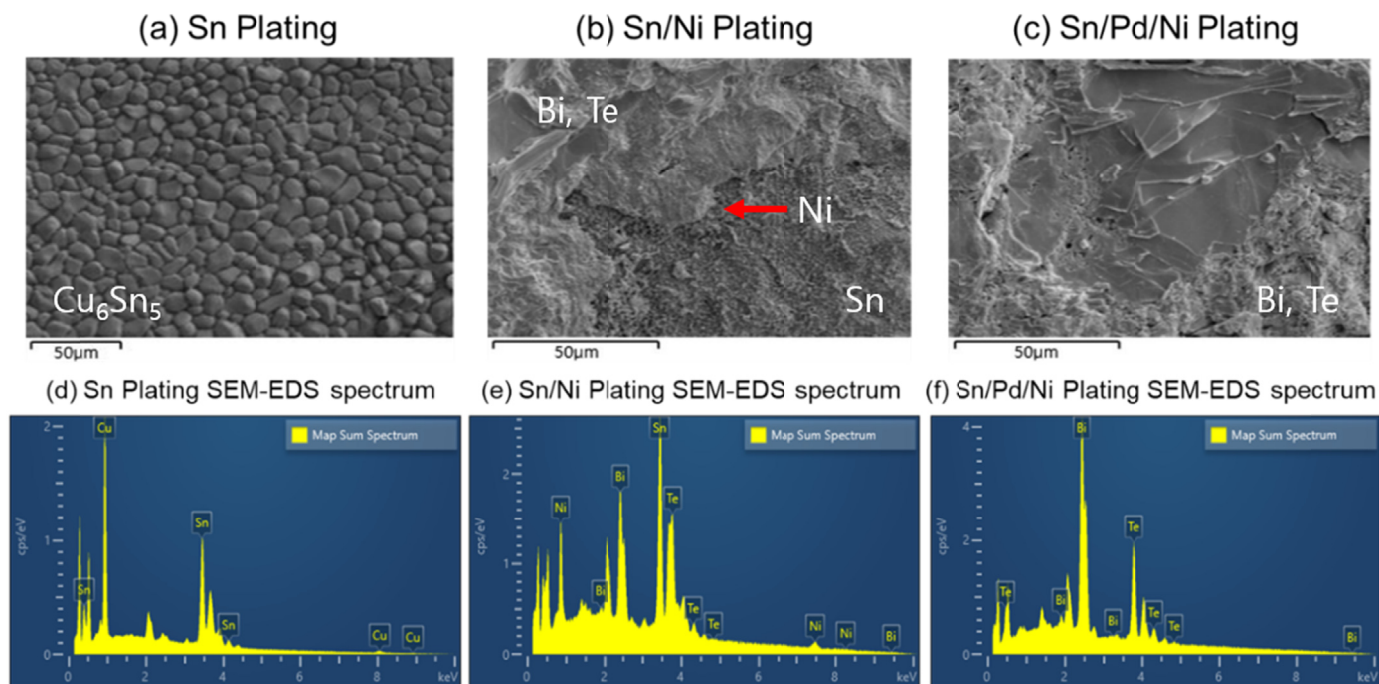 (a) Sn Plating
(b) Sn/Ni Plating
(c) Sn/Pd/Ni Plating
Bi, Te
Ni
Cu₆Sn₅
Sn
Bi, Te
50μm
50μm
50μm
(d) Sn Plating SEM-EDS spectrum
(e) Sn/Ni Plating SEM-EDS spectrum
(f) Sn/Pd/Ni Plating SEM-EDS spectrum
2
1
0
cps/eV
Map Sum Spectrum
Cu
Sn
Sn
Sn
Cu
Cu
0
2
4
6
8
keV
2
1
0
cps/eV
Map Sum Spectrum
Sn
Bi
Te
Ni
Bi
Te
Te
Ni
Ni
Bi
0
2
4
6
8
keV
4
2
0
cps/eV
Map Sum Spectrum
Bi
Te
Te
Bi
Bi
Te
Te
Bi
0
2
4
6
8
keV